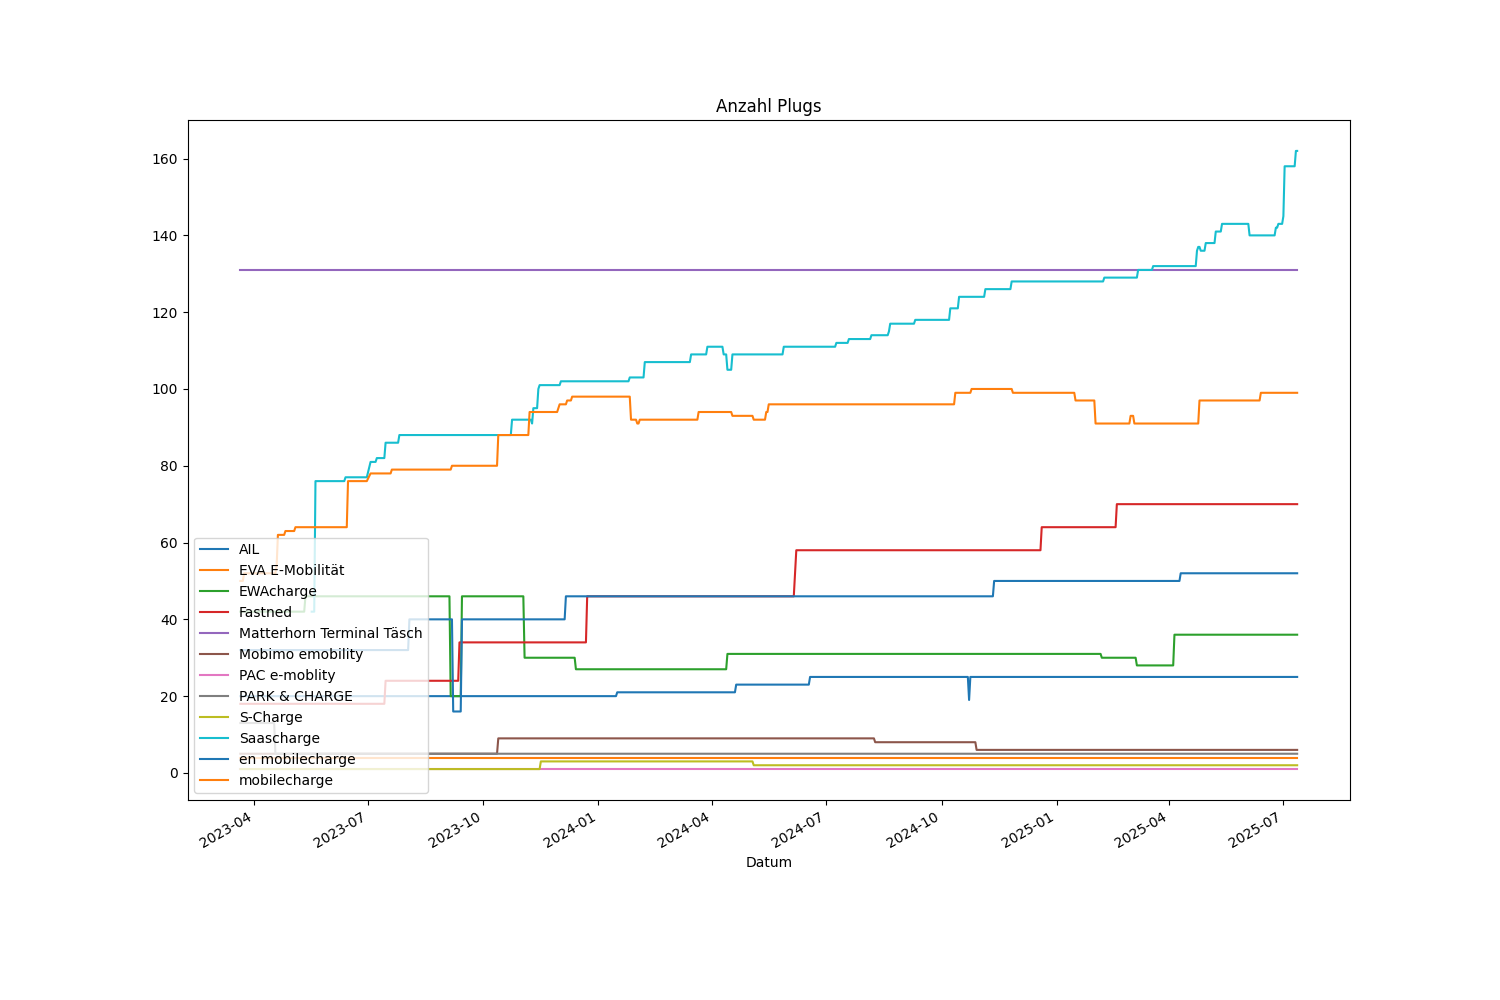 Anzahl Plugs
160
140
120
100
80
60
40
20
0
AIL
EVA E-Mobilität
EWAcharge
Fastned
Matterhorn Terminal Täsch
Mobimo emobility
PAC e-moblity
PARK & CHARGE
S-Charge
Saascharge
en mobilecharge
mobilecharge
2023-04
2023-07
2023-10
2024-01
2024-04
2024-07
2024-10
2025-01
2025-04
2025-07
Datum